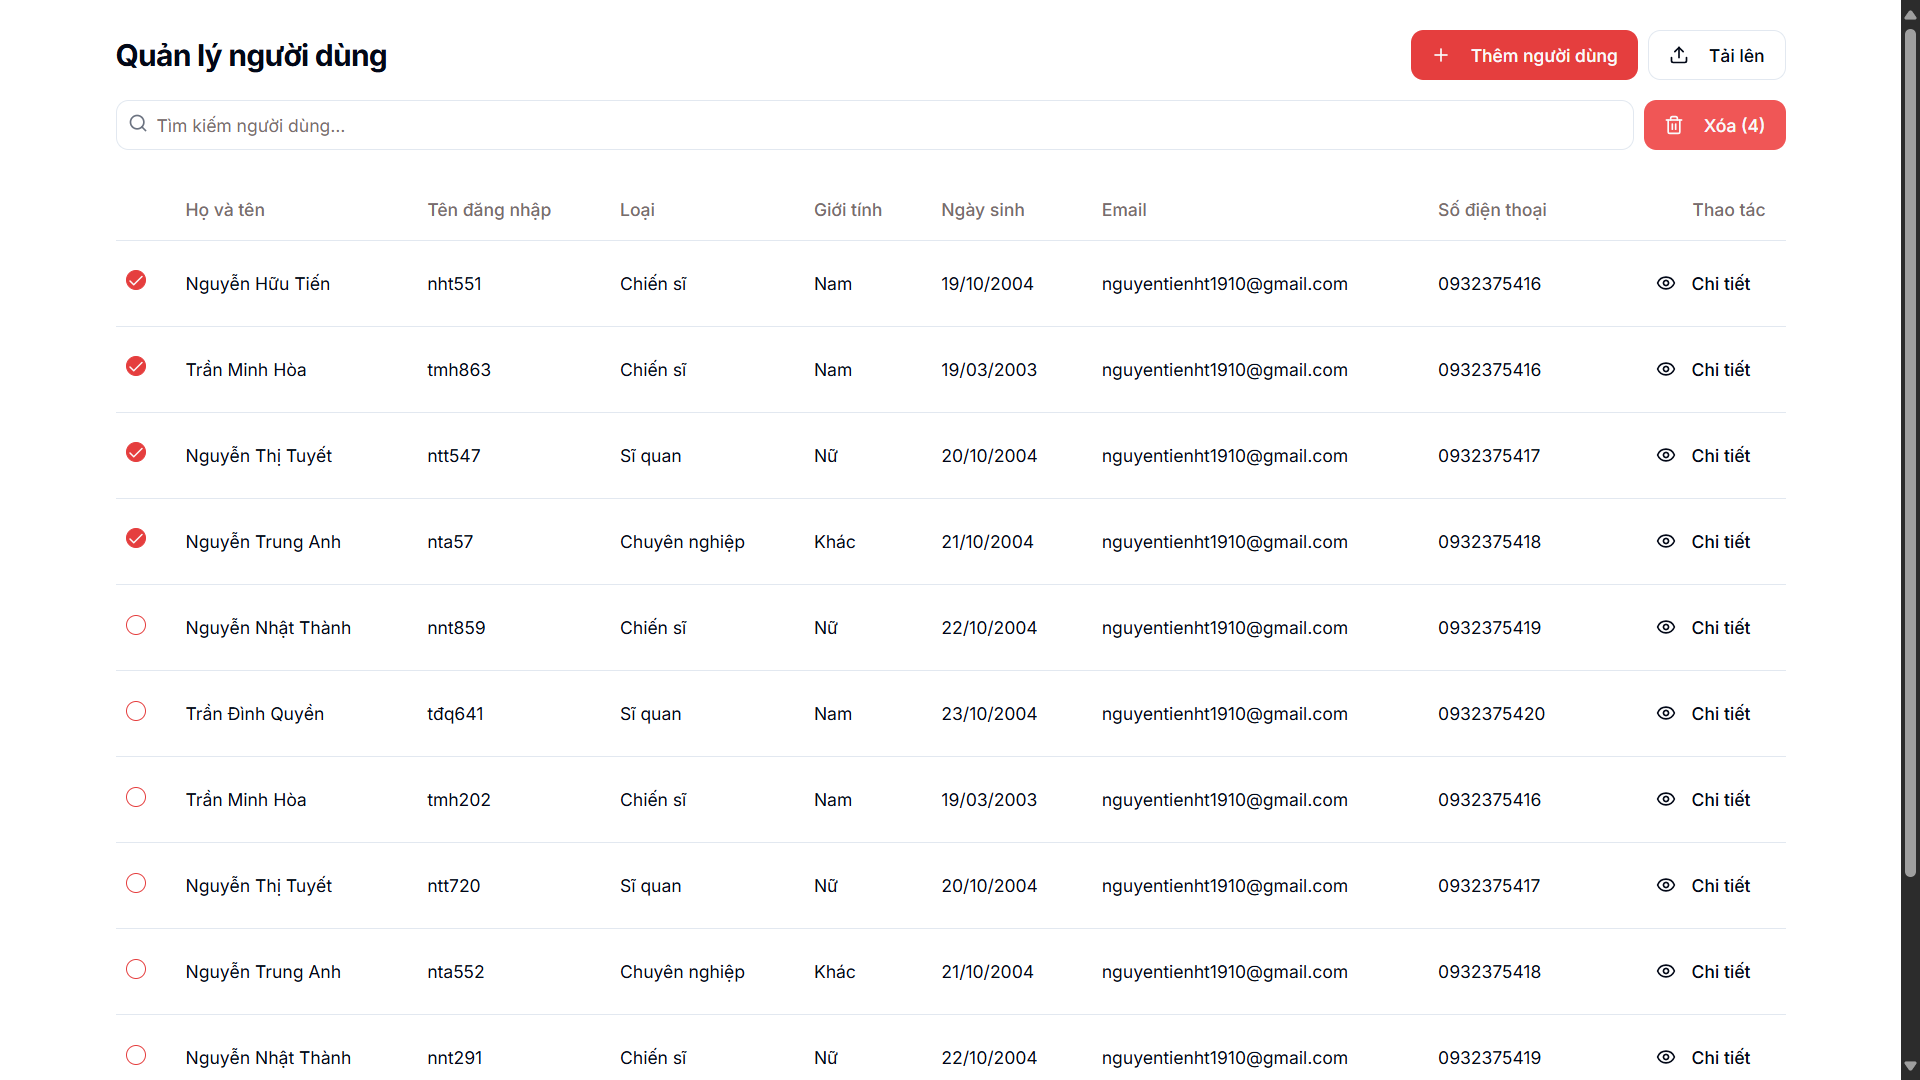 Quản lý người dùng Thêm người dùng Tải lên
Tìm kiếm người dùng... Xóa (4)
Họ và tên Tên đăng nhập Loại Giới tính Ngày sinh Email Số điện thoại Thao tác
Nguyễn Hữu Tiến nht551 Chiến sĩ Nam 19/10/2004 nguyentienht1910@gmail.com 0932375416 Chi tiết
Trần Minh Hòa tmh863 Chiến sĩ Nam 19/03/2003 nguyentienht1910@gmail.com 0932375416 Chi tiết
Nguyễn Thị Tuyết ntt547 Sĩ quan Nữ 20/10/2004 nguyentienht1910@gmail.com 0932375417 Chi tiết
Nguyễn Trung Anh nta57 Chuyên nghiệp Khác 21/10/2004 nguyentienht1910@gmail.com 0932375418 Chi tiết
Nguyễn Nhật Thành nnt859 Chiến sĩ Nữ 22/10/2004 nguyentienht1910@gmail.com 0932375419 Chi tiết
Trần Đình Quyền tđq641 Sĩ quan Nam 23/10/2004 nguyentienht1910@gmail.com 0932375420 Chi tiết
Trần Minh Hòa tmh202 Chiến sĩ Nam 19/03/2003 nguyentienht1910@gmail.com 0932375416 Chi tiết
Nguyễn Thị Tuyết ntt720 Sĩ quan Nữ 20/10/2004 nguyentienht1910@gmail.com 0932375417 Chi tiết
Nguyễn Trung Anh nta552 Chuyên nghiệp Khác 21/10/2004 nguyentienht1910@gmail.com 0932375418 Chi tiết
Nguyễn Nhật Thành nnt291 Chiến sĩ Nữ 22/10/2004 nguyentienht1910@gmail.com 0932375419 Chi tiết